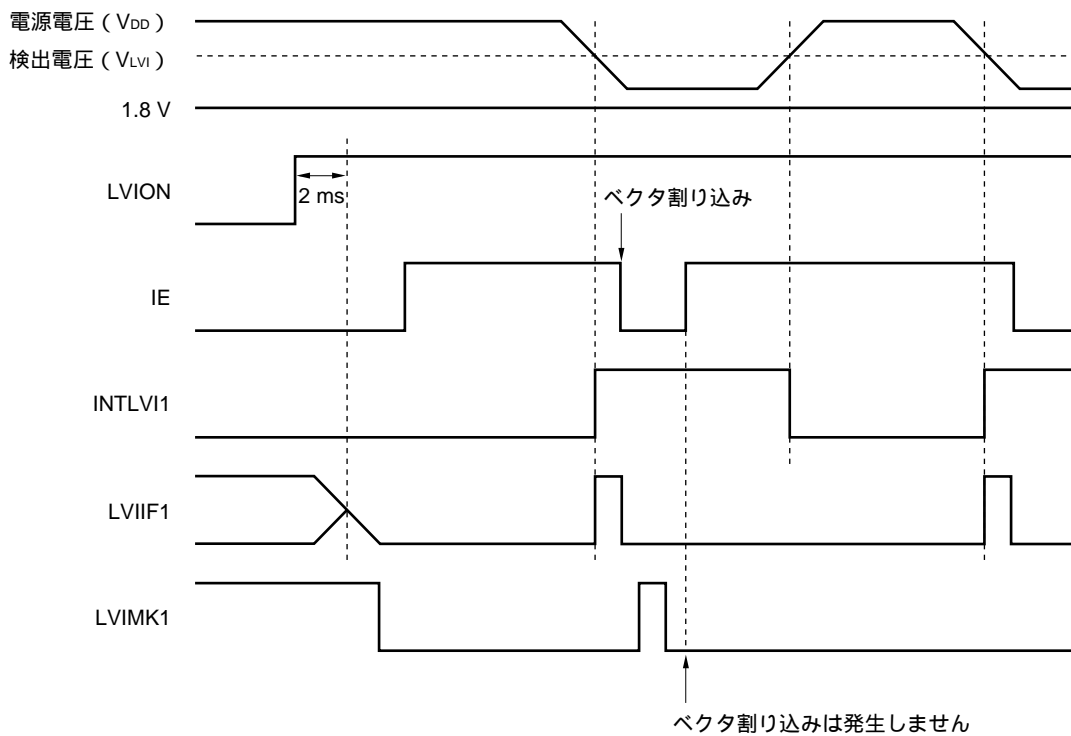 電源電圧（VDD）
検出電圧（VLVI）
1.8 V
LVION
2 ms
ベクタ割り込み
IE
INTLVI1
LVIIF1
LVIMK1
ベクタ割り込みは発生しません